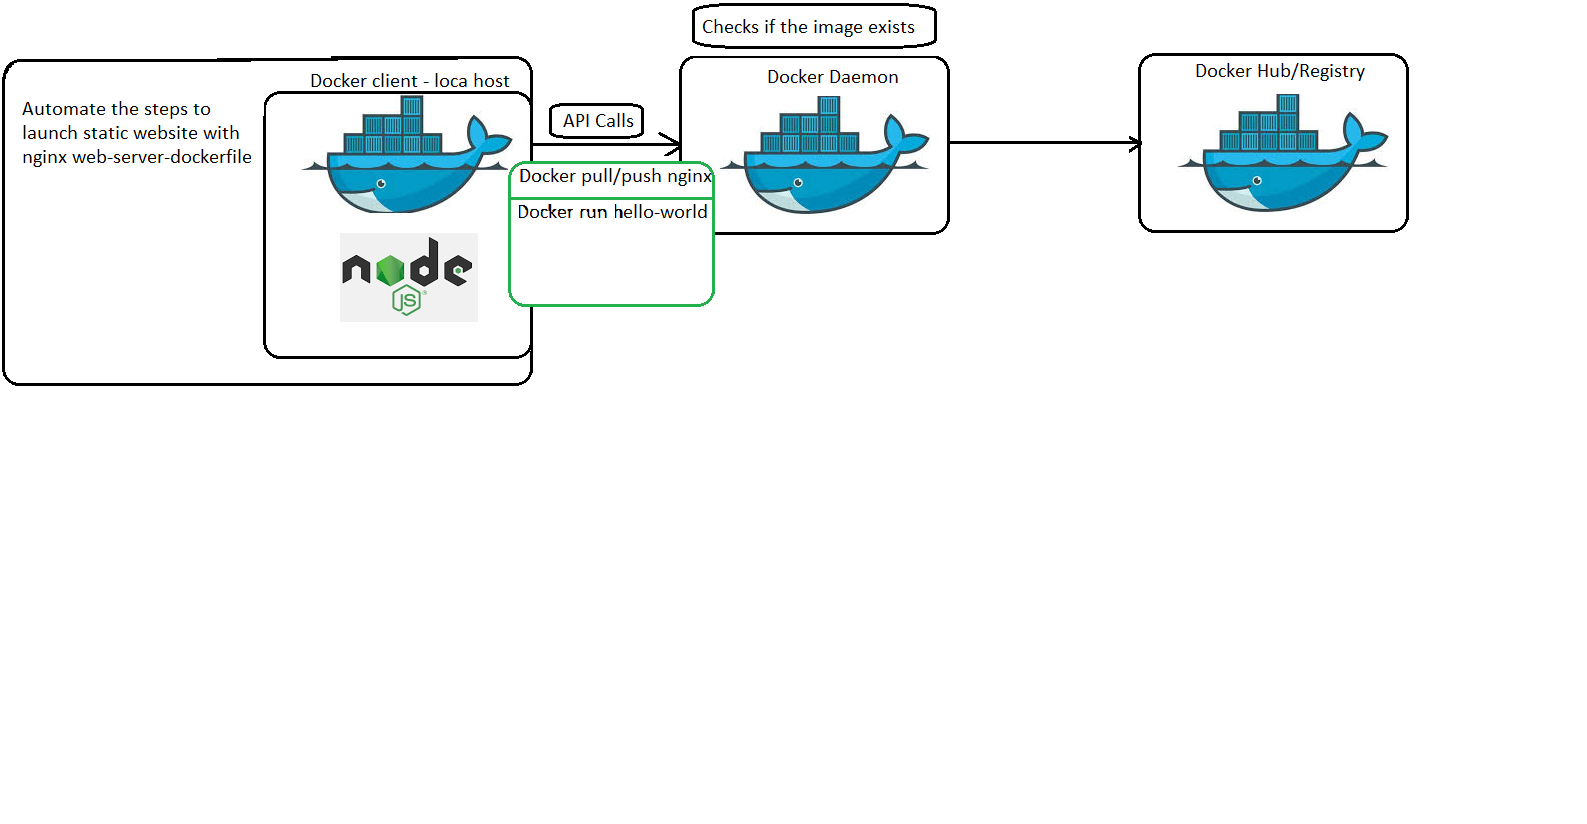 Checks if the image exists
Docker client - loca host
Docker Daemon
Docker Hub/Registry
Automate the steps to
launch static website with
nginx web-server-dockerfile
API Calls
Docker pull/push nginx
Docker run hello-world
node
JS®